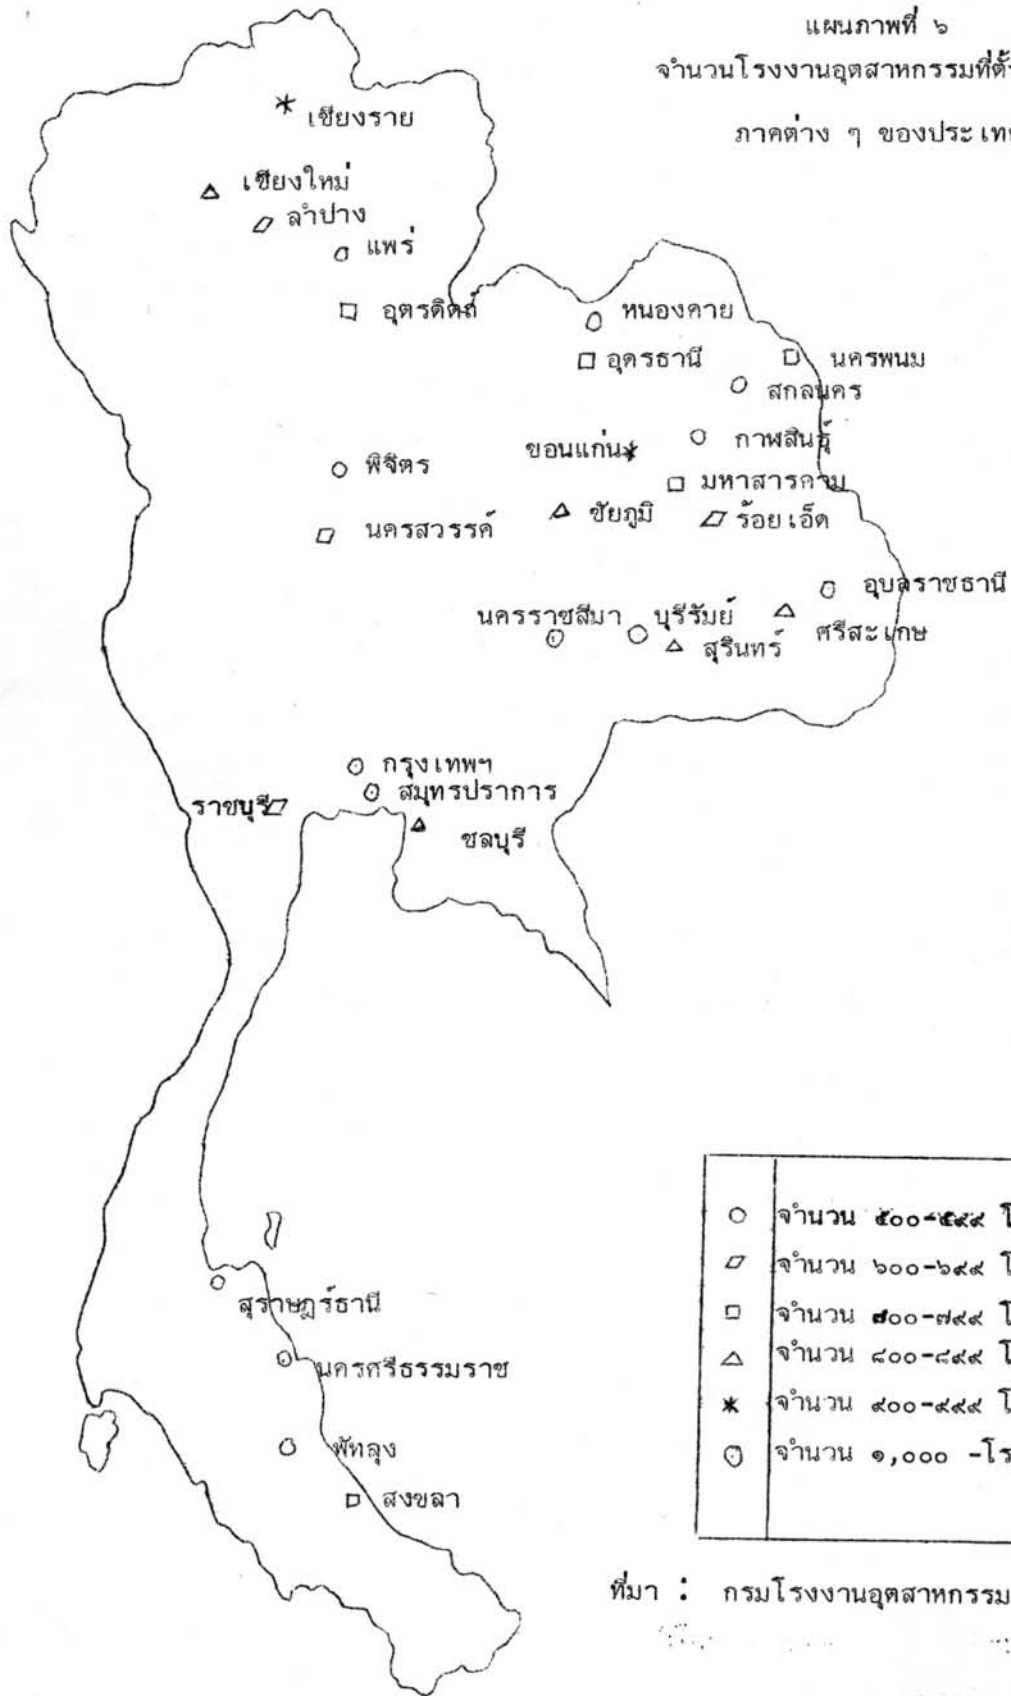 แผนภาพที่ ๖
จำนวนโรงงานอุตสาหกรรมที่ตั้
ภาคต่าง ๆ ของประเท
เชียงราย
เชียงใหม่
ลำปาง
แพร่
อุตรดิตถ์
หนองคาย
อุดรธานี
นครพนม
สกลนคร
กาฬสินธุ์
ขอนแก่น
พิจิตร
มหาสารคาม
ชัยภูมิ
ร้อยเอ็ด
นครสวรรค์
อุบลราชธานี
นครราชสีมา
บุรีรัมย์
ศรีสะเกษ
สุรินทร์
กรุงเทพฯ
สมุทรปราการ
ราชบุรี
ชลบุรี
สุราษฎร์ธานี
นครศรีธรรมราช
พัทลุง
สงขลา
จำนวน ๕๐๐-๕๙๙ โ
จำนวน ๖๐๐-๖๙๙ โ
จำนวน ๗๐๐-๗๙๙ โ
จำนวน ๘๐๐-๘๙๙ โ
จำนวน ๙๐๐-๙๙๙ โ
จำนวน ๑,๐๐๐ -โร
ที่มา : กรมโรงงานอุตสาหกรรม